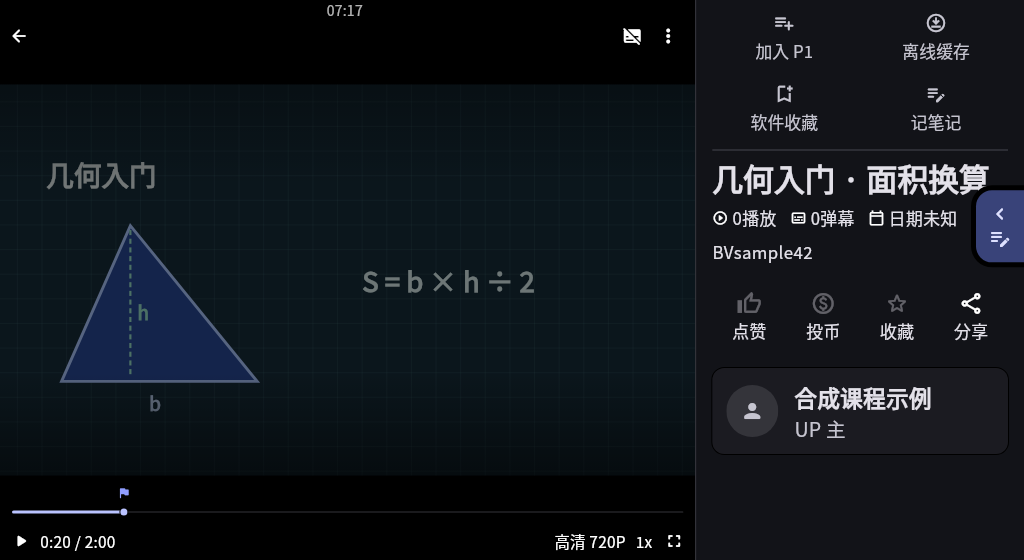 07:17
几何入门
h
b
S = b × h ÷ 2
0:20 / 2:00
高清 720P 1x
加入 P1
离线缓存
软件收藏
记笔记
几何入门 · 面积换算
0播放 0弹幕 日期未知
BVsample42
点赞 投币 收藏 分享
合成课程示例
UP 主